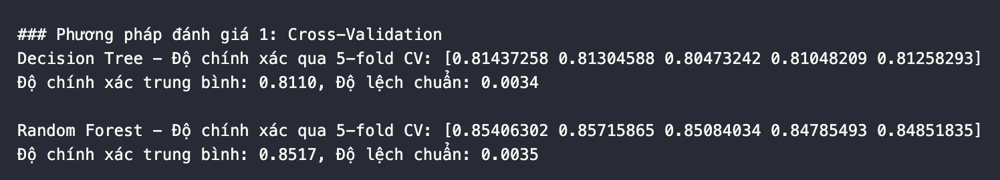 ### Phương pháp đánh giá 1: Cross-Validation
Decision Tree - Độ chính xác qua 5-fold CV: [0.81437258 0.81304588 0.80473242 0.81048209 0.81258293]
Độ chính xác trung bình: 0.8110, Độ lệch chuẩn: 0.0034
Random Forest - Độ chính xác qua 5-fold CV: [0.85406302 0.85715865 0.85084034 0.84785493 0.84851835]
Độ chính xác trung bình: 0.8517, Độ lệch chuẩn: 0.0035